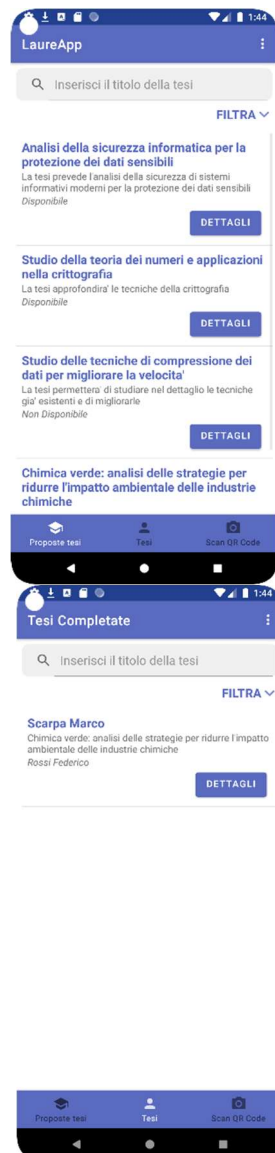 1:44
LaureApp
Inserisci il titolo della tesi
FILTRA
Analisi della sicurezza informatica per la
protezione dei dati sensibili
La tesi prevede l'analisi della sicurezza di sistemi
informativi moderni per la protezione dei dati sensibili
Disponibile
DETTAGLI
Studio della teoria dei numeri e applicazioni
nella crittografia
La tesi approfondira' le tecniche della crittografia
Disponibile
DETTAGLI
Studio delle tecniche di compressione dei
dati per migliorare la velocita'
La tesi permettera' di studiare nel dettaglio le tecniche
gia' esistenti e di migliorarle
Non Disponibile
DETTAGLI
Chimica verde: analisi delle strategie per
ridurre l'impatto ambientale delle industrie
chimiche
Proposte tesi Tesi Scan QR Code
1:44
Tesi Completate
Inserisci il titolo della tesi
FILTRA
Scarpa Marco
Chimica verde: analisi delle strategie per ridurre l'impatto
ambientale delle industrie chimiche
Rossi Federico
DETTAGLI
Proposte tesi Tesi Scan QR Code